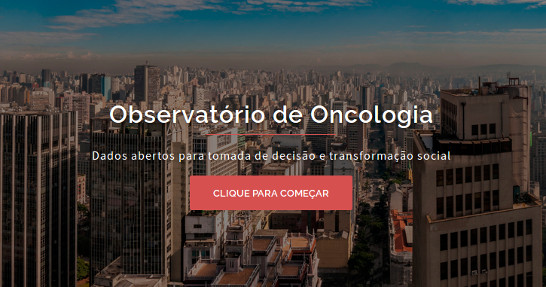 Observatório de Oncologia
Dados abertos para tomada de decisão e transformação social
CLIQUE PARA COMEÇAR